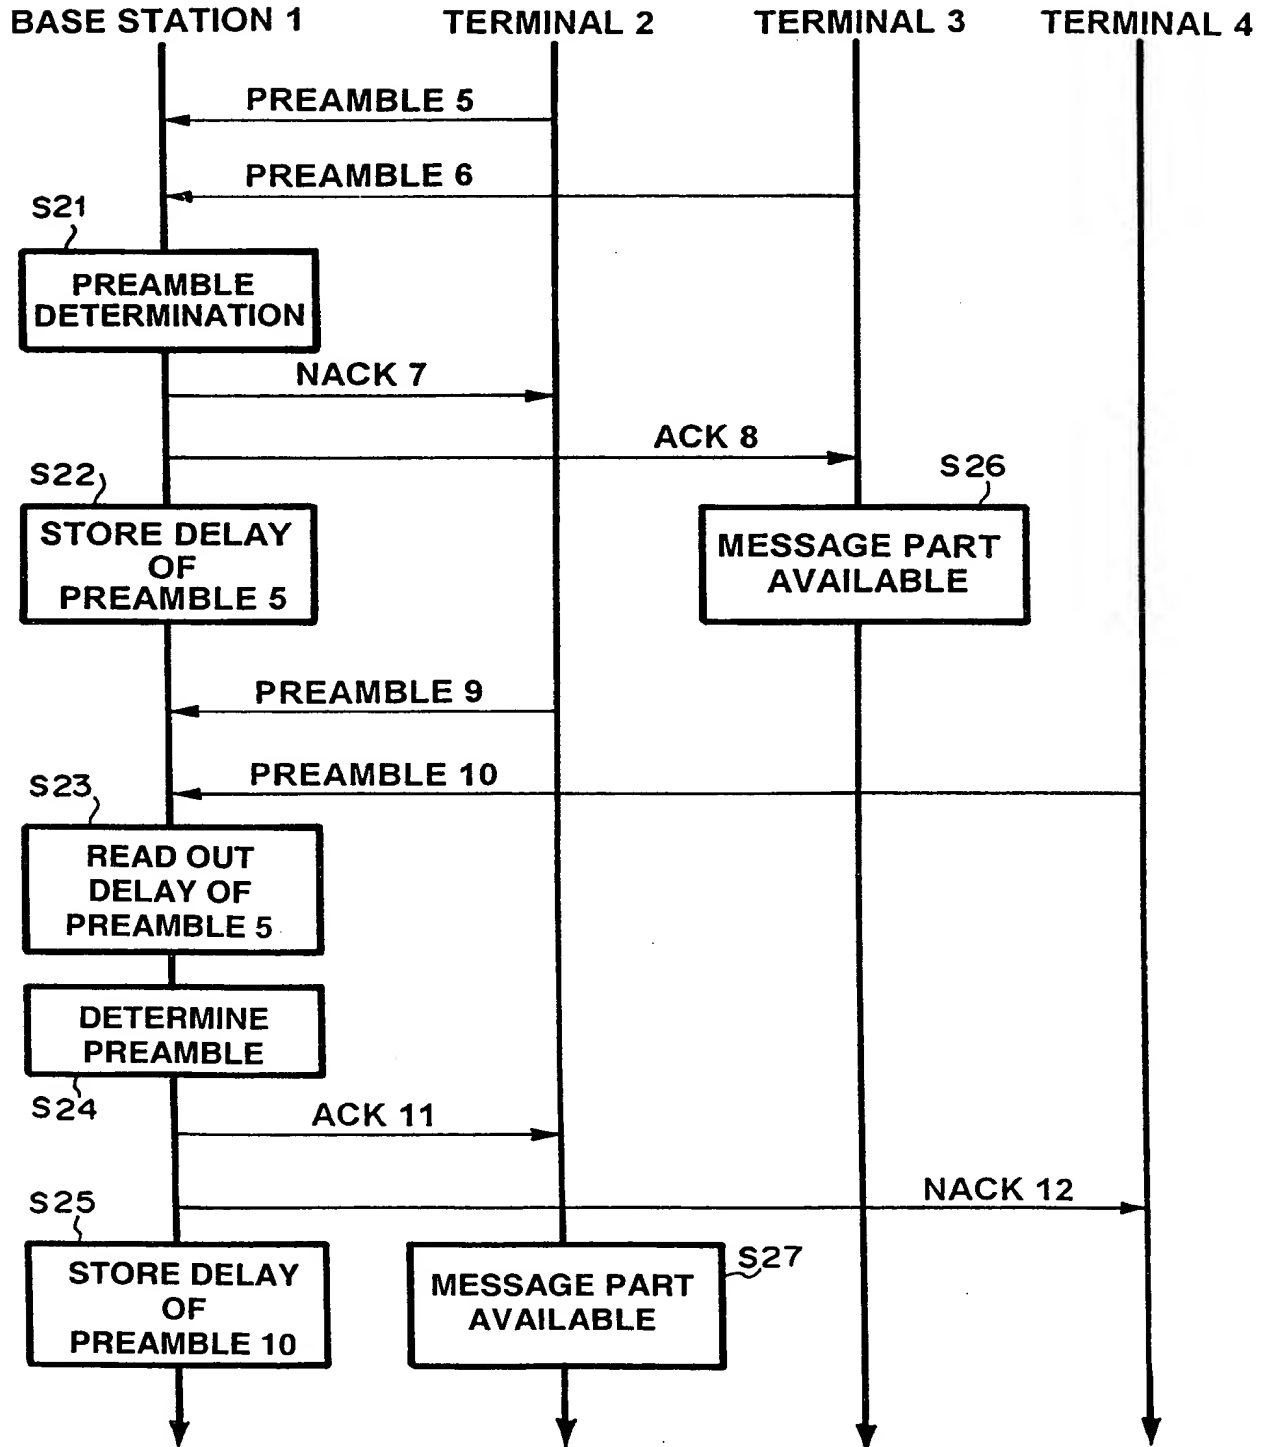 BASE STATION 1
TERMINAL 2
TERMINAL 3
TERMINAL 4
PREAMBLE 5
PREAMBLE 6
S21
PREAMBLE
DETERMINATION
NACK 7
ACK 8
S22
STORE DELAY
OF
PREAMBLE 5
S26
MESSAGE PART
AVAILABLE
PREAMBLE 9
PREAMBLE 10
S23
READ OUT
DELAY OF
PREAMBLE 5
DETERMINE
PREAMBLE
S24
ACK 11
NACK 12
S25
STORE DELAY
OF
PREAMBLE 10
MESSAGE PART
AVAILABLE
S27